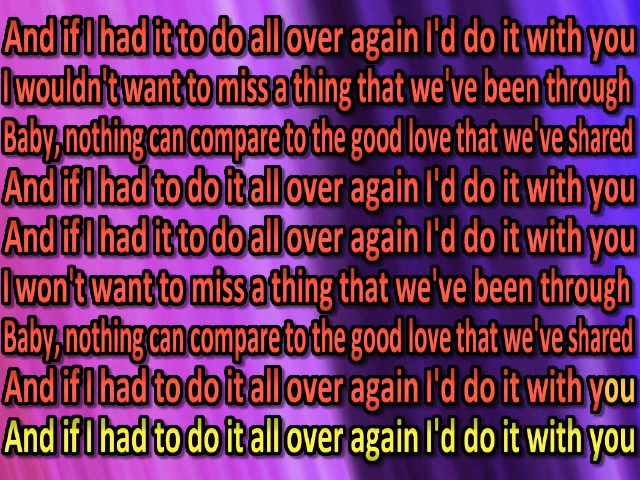 And if I had it to do all over again I'd do it with you
I wouldn't want to miss a thing that we've been through
Baby, nothing can compare to the good love that we've shared
And if I had to do it all over again I'd do it with you
And if I had it to do all over again I'd do it with you
I won't want to miss a thing that we've been through
Baby, nothing can compare to the good love that we've shared
And if I had to do it all over again I'd do it with you
And if I had to do it all over again I'd do it with you